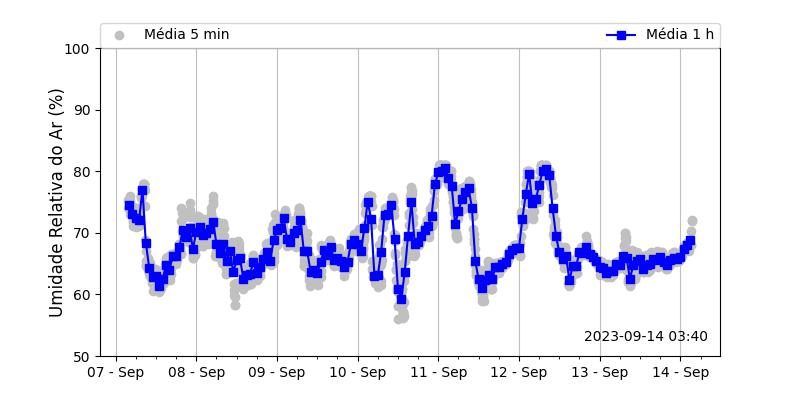 Média 5 min
Média 1 h
Umidade Relativa do Ar (%)
100
90
80
70
60
50
2023-09-14 03:40
07 - Sep
08 - Sep
09 - Sep
10 - Sep
11 - Sep
12 - Sep
13 - Sep
14 - Sep